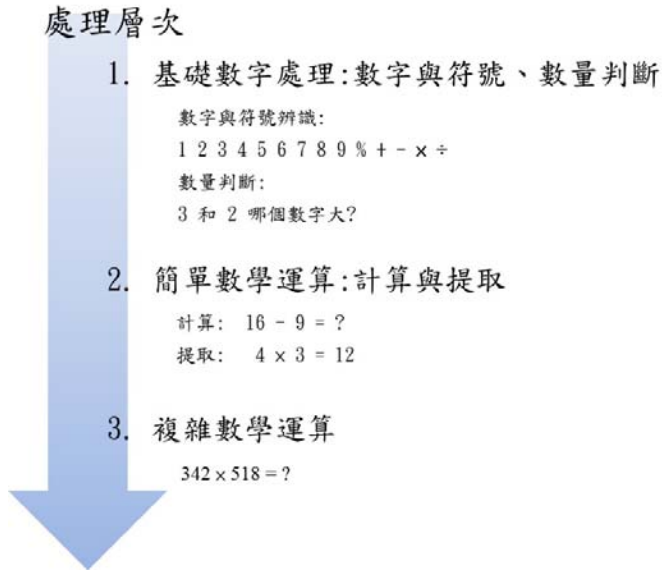 處理層次
1. 基礎數字處理:數字與符號、數量判斷
數字與符號辨識:
1 2 3 4 5 6 7 8 9 % + - × ÷
數量判斷:
3 和 2 哪個數字大?
2. 簡單數學運算:計算與提取
計算: 16 - 9 = ?
提取: 4 × 3 = 12
3. 複雜數學運算
342 × 518 = ?